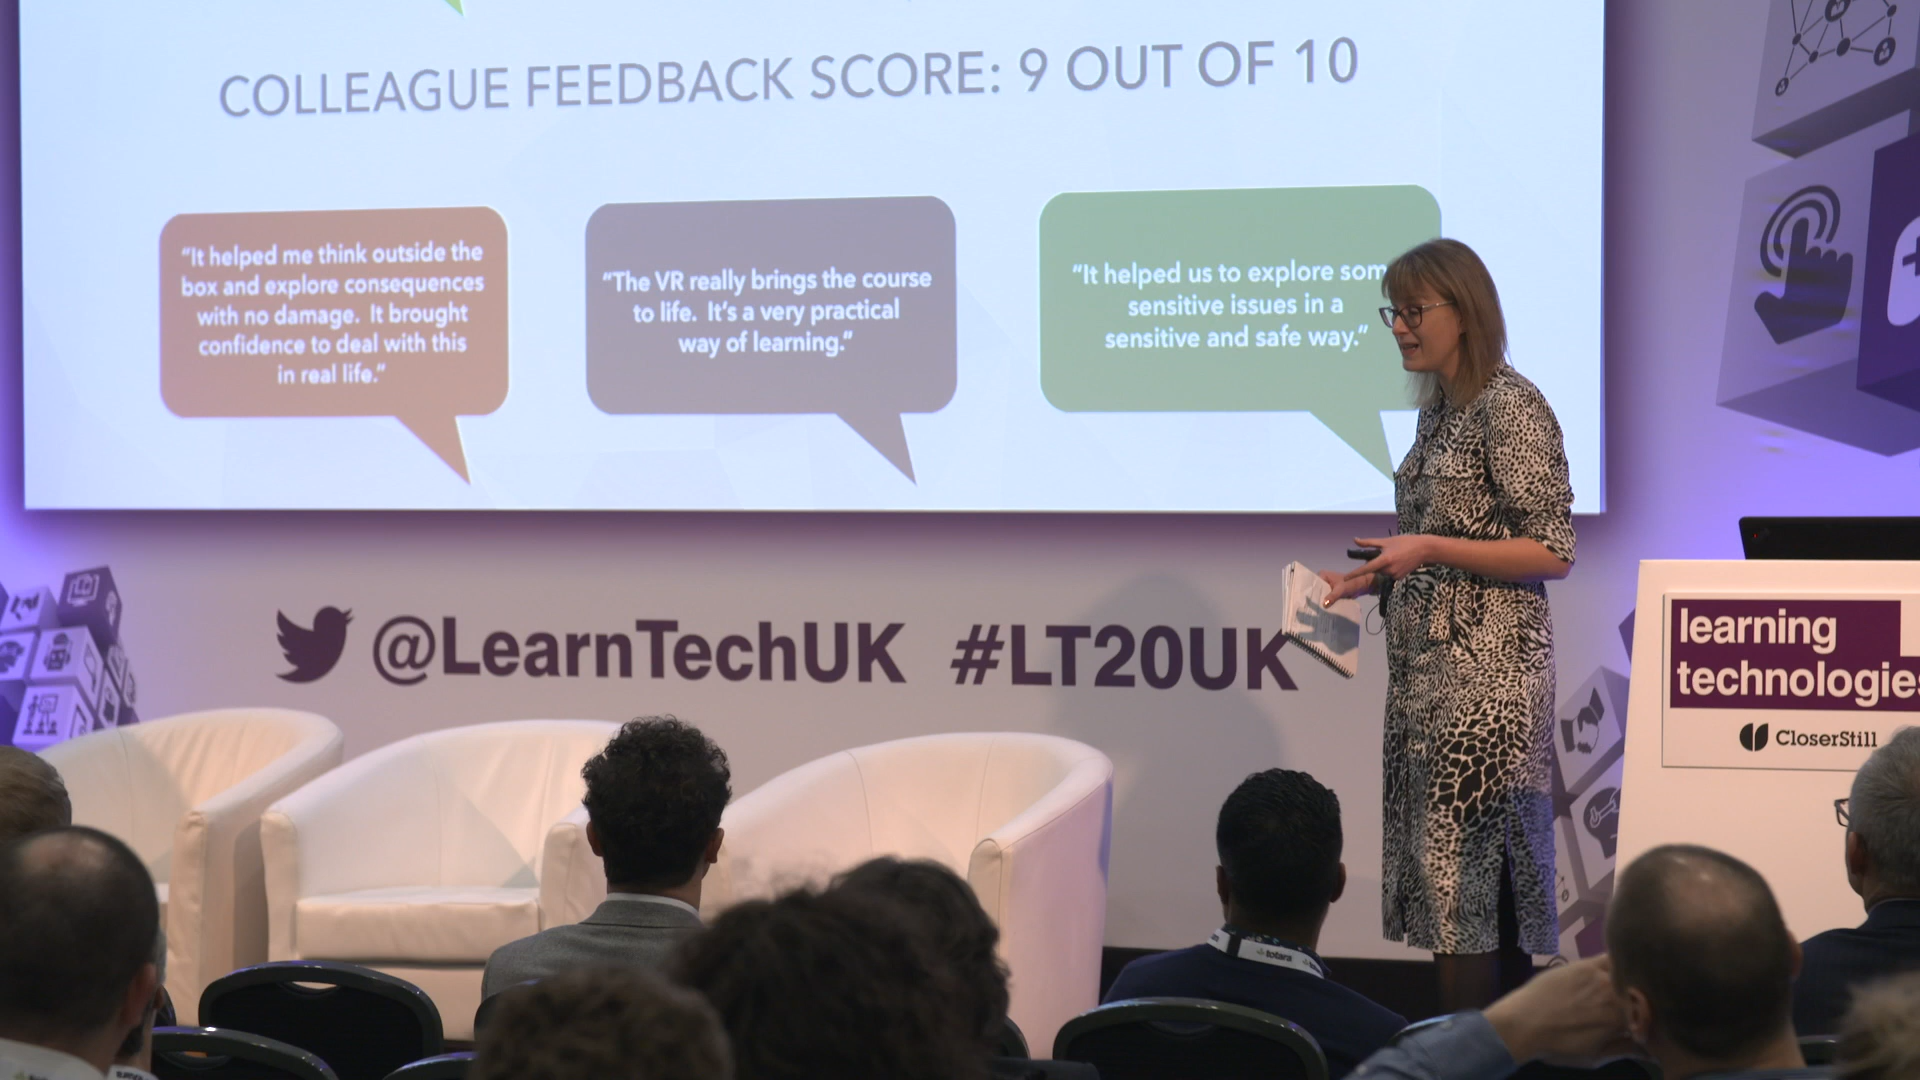 COLLEAGUE FEEDBACK SCORE: 9 OUT OF 10
“It helped me think outside the
box and explore consequences
with no damage. It brought
confidence to deal with this
in real life.”
“The VR really brings the course
to life. It’s a very practical
way of learning.”
“It helped us to explore som
sensitive issues in a
sensitive and safe way.”
@LearnTechUK #LT20UK
learning
technologies
CloserStill
totara